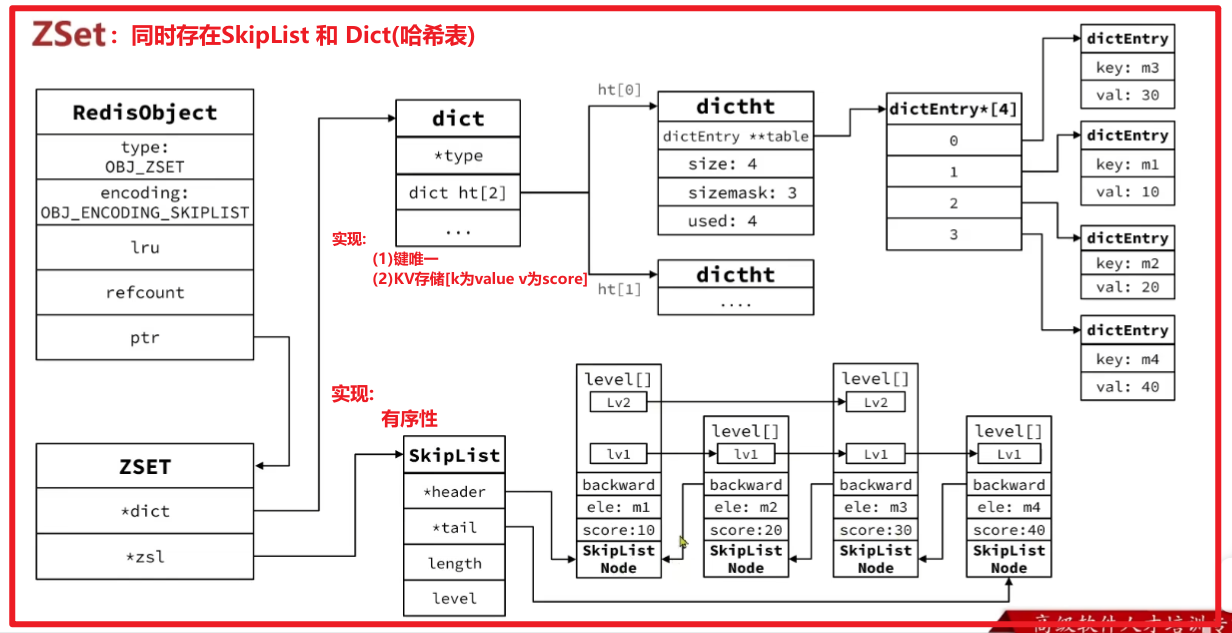 ZSet：同时存在SkipList 和 Dict(哈希表)
RedisObject
type:
OBJ_ZSET
encoding:
OBJ_ENCODING_SKIPLIST
lru
refcount
ptr
ZSET
*dict
*zsl
dict
*type
dict ht[2]
...
实现:
(1)键唯一
(2)KV存储[k为value v为score]
ht[0]
dictht
dictEntry **table
size: 4
sizemask: 3
used: 4
ht[1]
dictht
....
dictEntry*[4]
0
1
2
3
dictEntry
key: m3
val: 30
dictEntry
key: m1
val: 10
dictEntry
key: m2
val: 20
dictEntry
key: m4
val: 40
实现:
有序性
SkipList
*header
*tail
length
level
level[]
Lv2
lv1
backward
ele: m1
score:10
SkipList
Node
level[]
lv1
backward
ele: m2
score:20
SkipList
Node
level[]
Lv2
Lv1
backward
ele: m3
score:30
SkipList
Node
level[]
Lv1
backward
ele: m4
score:40
SkipList
Node
高级软件人才培训